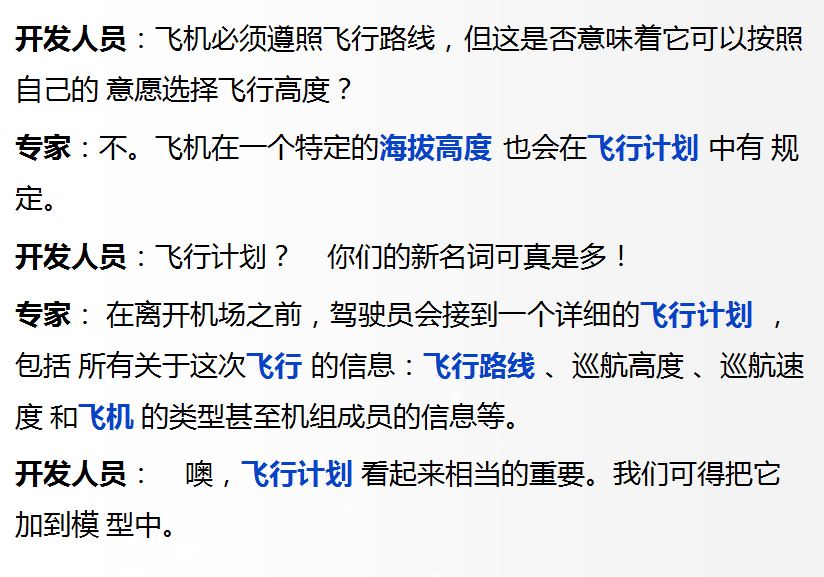 开发人员：飞机必须遵照飞行路线，但这是否意味着它可以按照
自己的 意愿选择飞行高度？
专家：不。飞机在一个特定的海拔高度 也会在飞行计划 中有 规
定。
开发人员：飞行计划？ 你们的新名词可真是多！
专家： 在离开机场之前，驾驶员会接到一个详细的飞行计划 ，
包括 所有关于这次飞行 的信息：飞行路线 、巡航高度 、巡航速
度 和飞机 的类型甚至机组成员的信息等。
开发人员： 噢，飞行计划 看起来相当的重要。我们可得把它
加到模 型中。